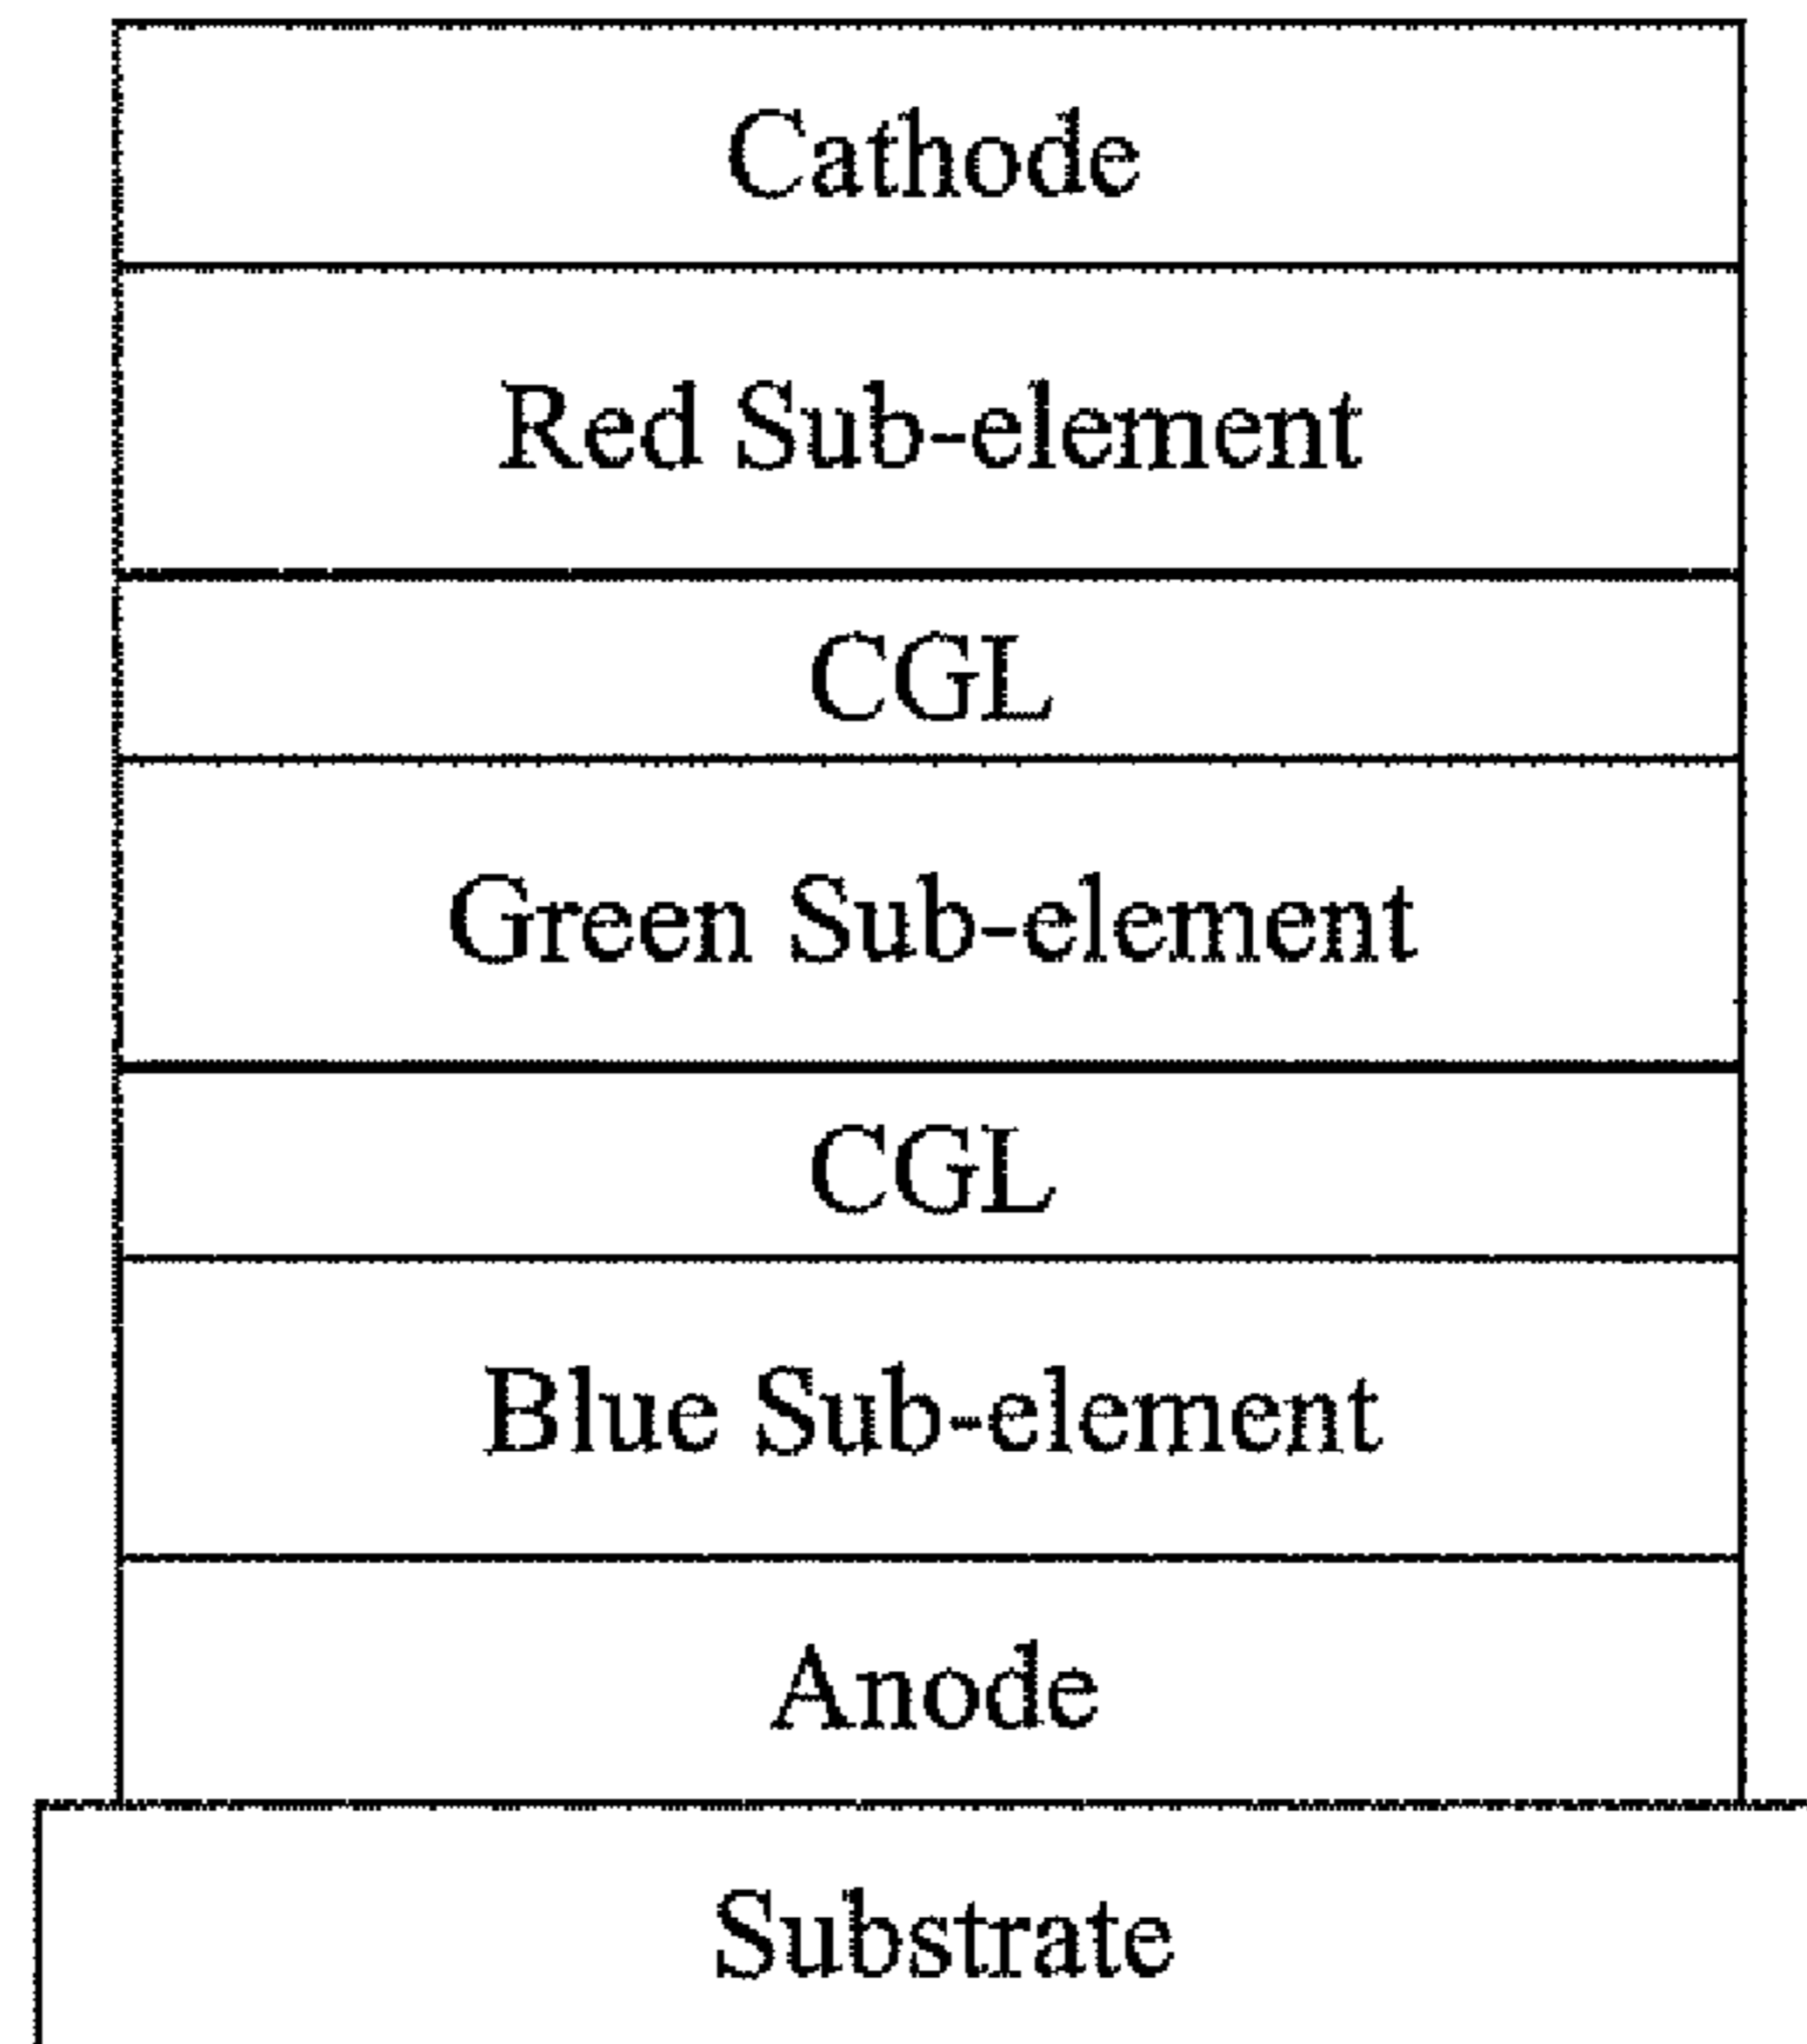 Cathode
Red Sub-element
CGL
Green Sub-element
CGL
Blue Sub-element
Anode
Substrate